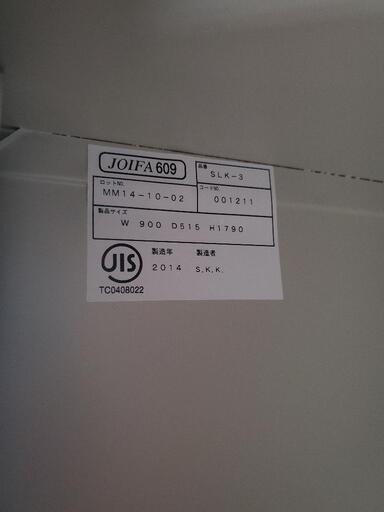 JOIFA 609
品番
SLK-3
ロットNO.
MM14-10-02
コードNO.
001211
製品サイズ
W 900 D515 H1790
JIS
TC0408022
製造年
2014
製造者
S.K.K.